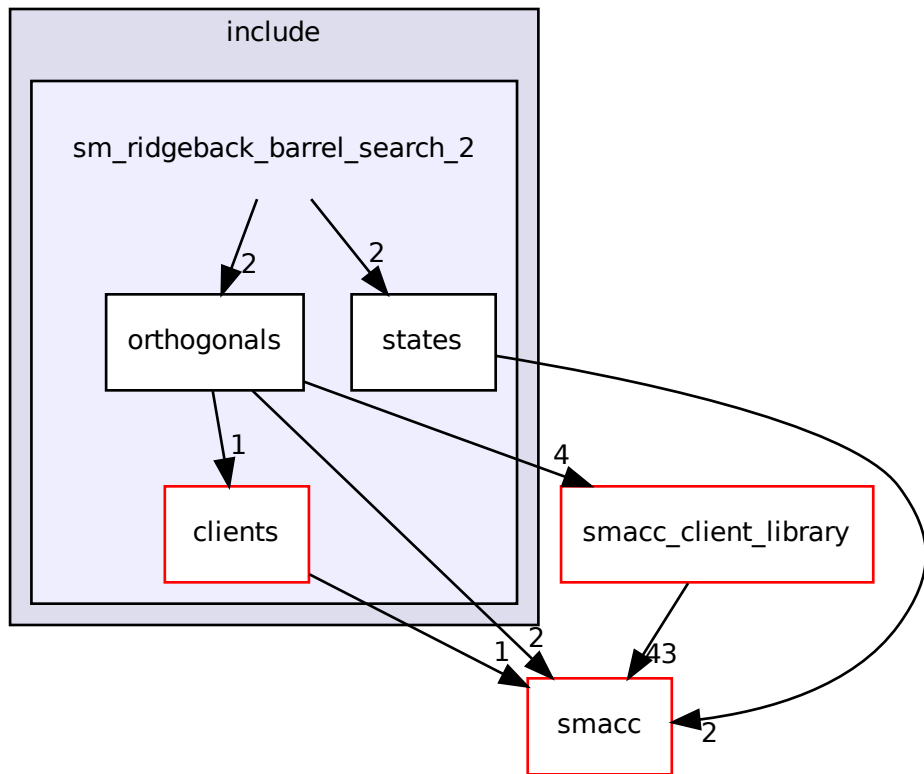 include
sm_ridgeback_barrel_search_2
2
2
orthogonals
states
1
4
clients
smacc_client_library
1
2
43
smacc
2